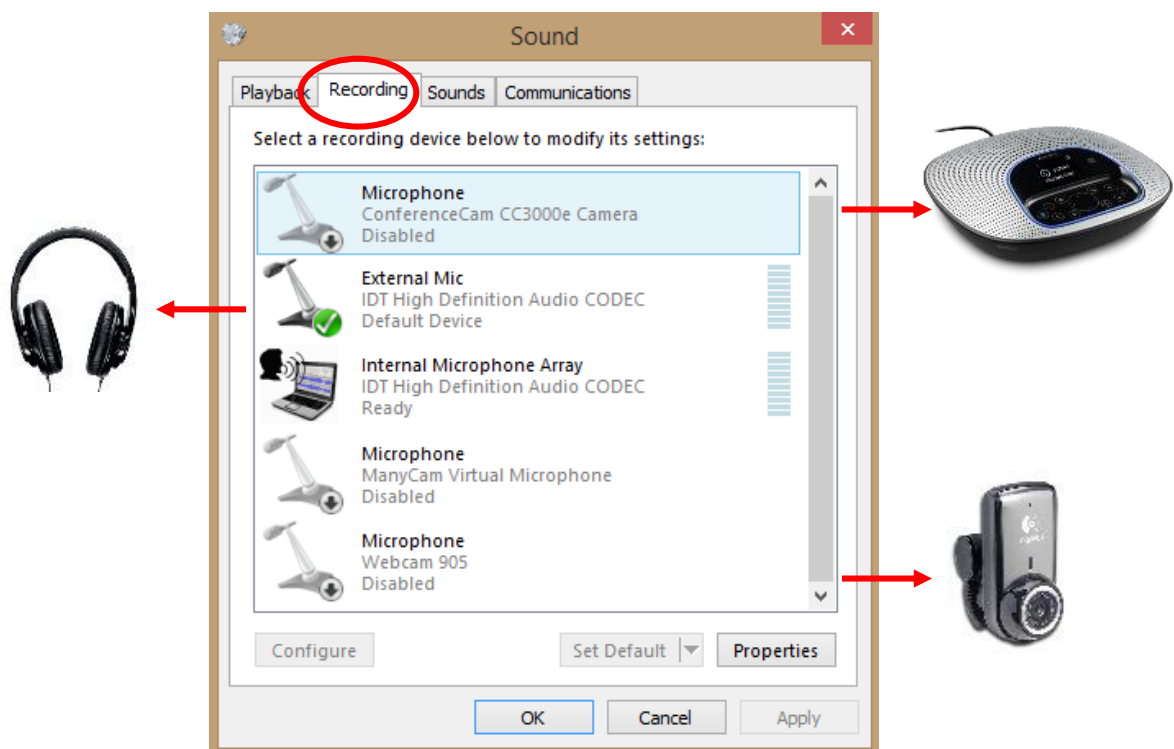 Sound
Playback Recording Sounds Communications
Select a recording device below to modify its settings:
Microphone
ConferenceCam CC3000e Camera
Disabled
External Mic
IDT High Definition Audio CODEC
Default Device
Internal Microphone Array
IDT High Definition Audio CODEC
Ready
Microphone
ManyCam Virtual Microphone
Disabled
Microphone
Webcam 905
Disabled
Configure Set Default Properties
OK Cancel Apply